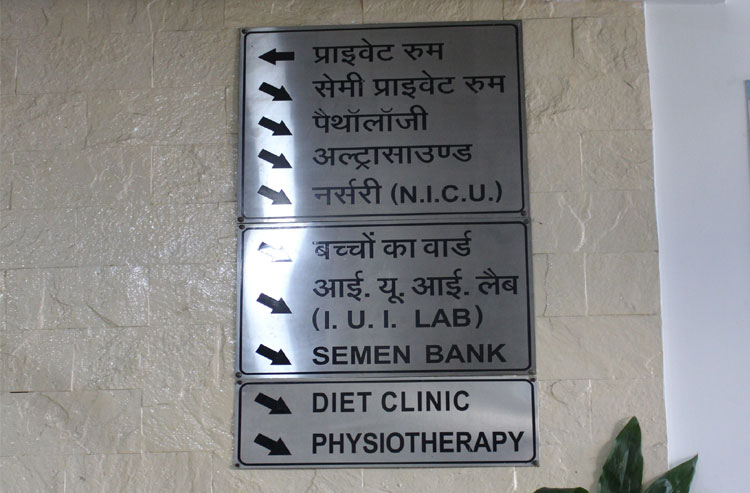 प्राइवेट रुम
सेमी प्राइवेट रुम
पैथॉलॉजी
अल्ट्रासाउण्ड
नर्सरी (N.I.C.U.)
बच्चों का वार्ड
आई. यू. आई. लैब
(I. U. I. LAB)
SEMEN BANK
DIET CLINIC
PHYSIOTHERAPY